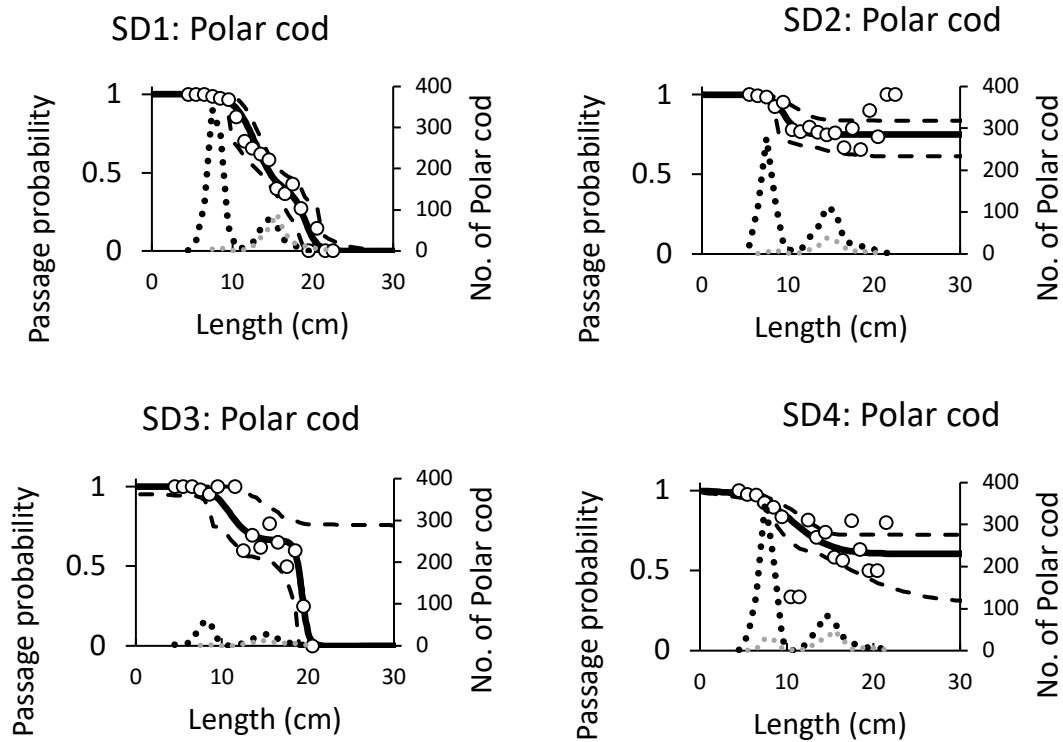 SD1: Polar cod
Passage probability
1
0.5
0
400
300
200
100
0
No. of Polar cod
0 10 20 30
Length (cm)
SD2: Polar cod
Passage probability
1
0.5
0
400
300
200
100
0
No. of Polar cod
0 10 20 30
Length (cm)
SD3: Polar cod
Passage probability
1
0.5
0
400
300
200
100
0
No. of Polar cod
0 10 20 30
Length (cm)
SD4: Polar cod
Passage probability
1
0.5
0
400
300
200
100
0
No. of Polar cod
0 10 20 30
Length (cm)